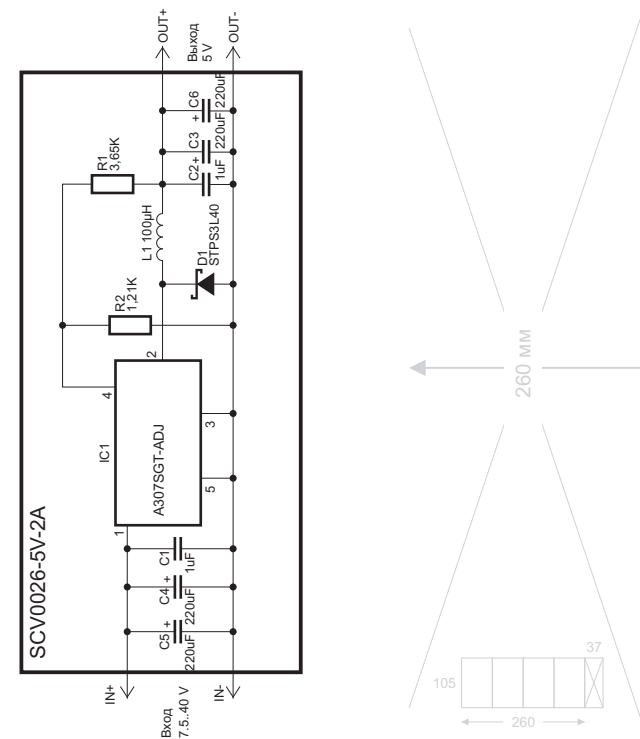 SCV0026-5V-2A
IN+
IN-
Вход
7.5..40 V
C5 +
220uF
C4 +
220uF
C1
1uF
1
IC1
A307SGT-ADJ
5
3
4
2
R2
1,21K
D1
STPS3L40
L1 100µH
R1
3,65K
C2
1uF
+ C3
220uF
+ C6
220uF
Выход
5 V
OUT+
OUT-
260 мм
37
105
260